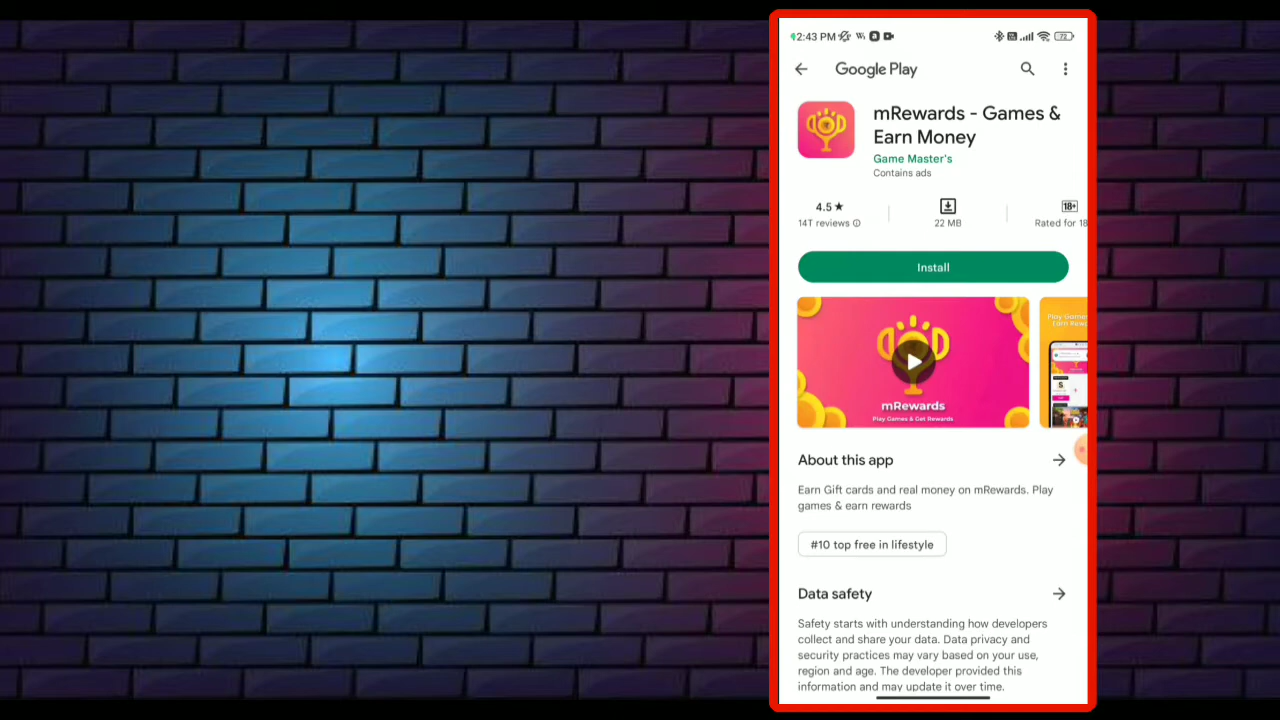 2:43 PM
72
Google Play
mRewards - Games &
Earn Money
Game Master's
Contains ads
4.5 ★
14T reviews
22 MB
18+
Rated for 18
Install
mRewards
Play Games & Get Rewards
About this app
Earn Gift cards and real money on mRewards. Play
games & earn rewards
#10 top free in lifestyle
Data safety
Safety starts with understanding how developers
collect and share your data. Data privacy and
security practices may vary based on your use,
region and age. The developer provided this
information and may update it over time.